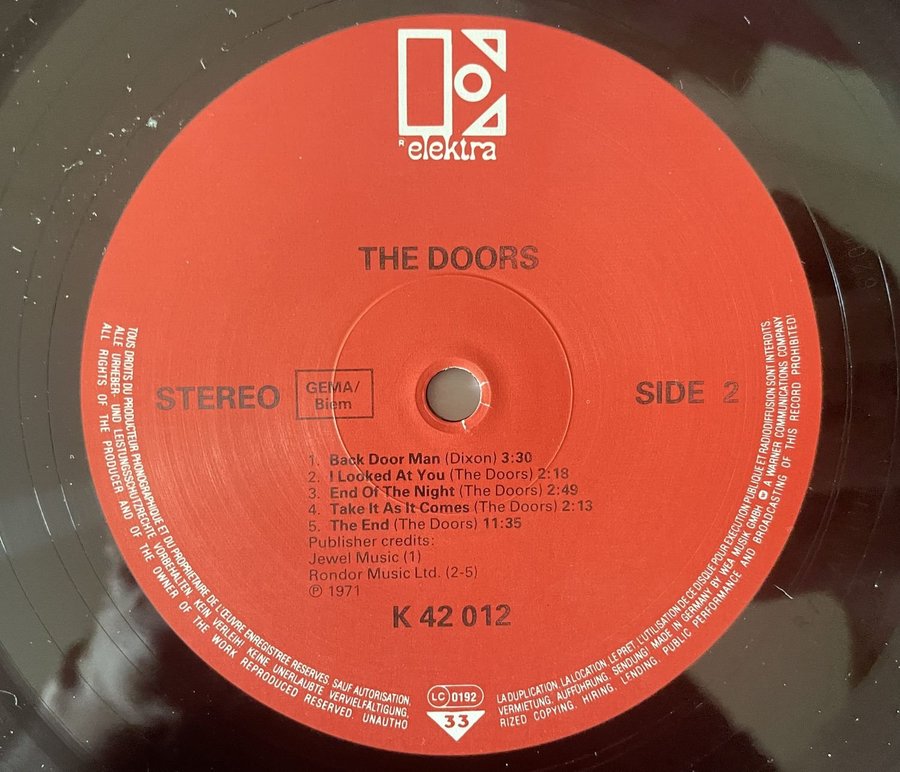 R elektra
THE DOORS
STEREO
GEMA/
Biem
SIDE 2
1. Back Door Man (Dixon) 3:30
2. I Looked At You (The Doors) 2:18
3. End Of The Night (The Doors) 2:49
4. Take It As It Comes (The Doors) 2:13
5. The End (The Doors) 11:35
Publisher credits:
Jewel Music (1)
Rondor Music Ltd. (2-5)
Ⓟ 1971
K 42 012
LC 0192
33
TOUS DROITS DU PRODUCTEUR PHONOGRAPHIQUE ET DU PROPRIETAIRE DE L'ŒUVRE ENREGISTREE RESERVES. SAUF AUTORISATION,
LA DUPLICATION, LA LOCATION, LE PRET, L'UTILISATION DE CE DISQUE POUR EXECUTION PUBLIQUE ET RADIODIFFUSION SONT INTERDITS
ALLE URHEBER- UND LEISTUNGSSCHUTZRECHTE VORBEHALTEN. KEIN VERLEIH! KEINE UNERLAUBTE VERVIELFÄLTIGUNG,
VERMIETUNG, AUFFÜHRUNG, SENDUNG! MADE IN GERMANY BY WEA MUSIK GMBH A WARNER COMMUNICATIONS COMPANY
ALL RIGHTS OF THE PRODUCER AND OF THE OWNER OF THE WORK REPRODUCED RESERVED. UNAUTHO
RIZED COPYING, HIRING, LENDING, PUBLIC PERFORMANCE AND BROADCASTING OF THIS RECORD PROHIBITED!